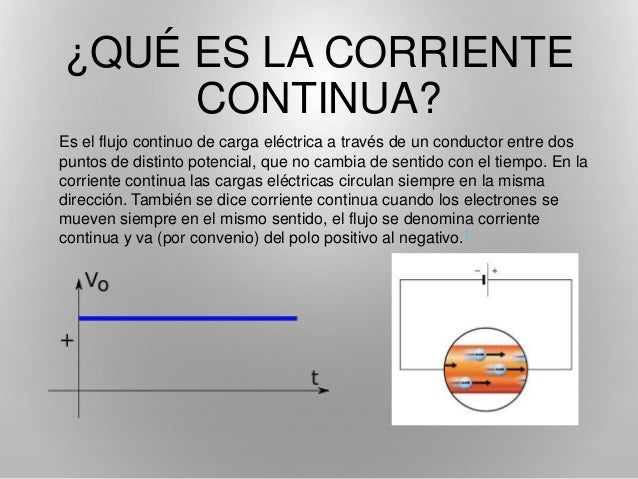 ¿QUÉ ES LA CORRIENTE
CONTINUA?
Es el flujo continuo de carga eléctrica a través de un conductor entre dos
puntos de distinto potencial, que no cambia de sentido con el tiempo. En la
corriente continua las cargas eléctricas circulan siempre en la misma
dirección. También se dice corriente continua cuando los electrones se
mueven siempre en el mismo sentido, el flujo se denomina corriente
continua y va (por convenio) del polo positivo al negativo.1
Vo
+
t
- +